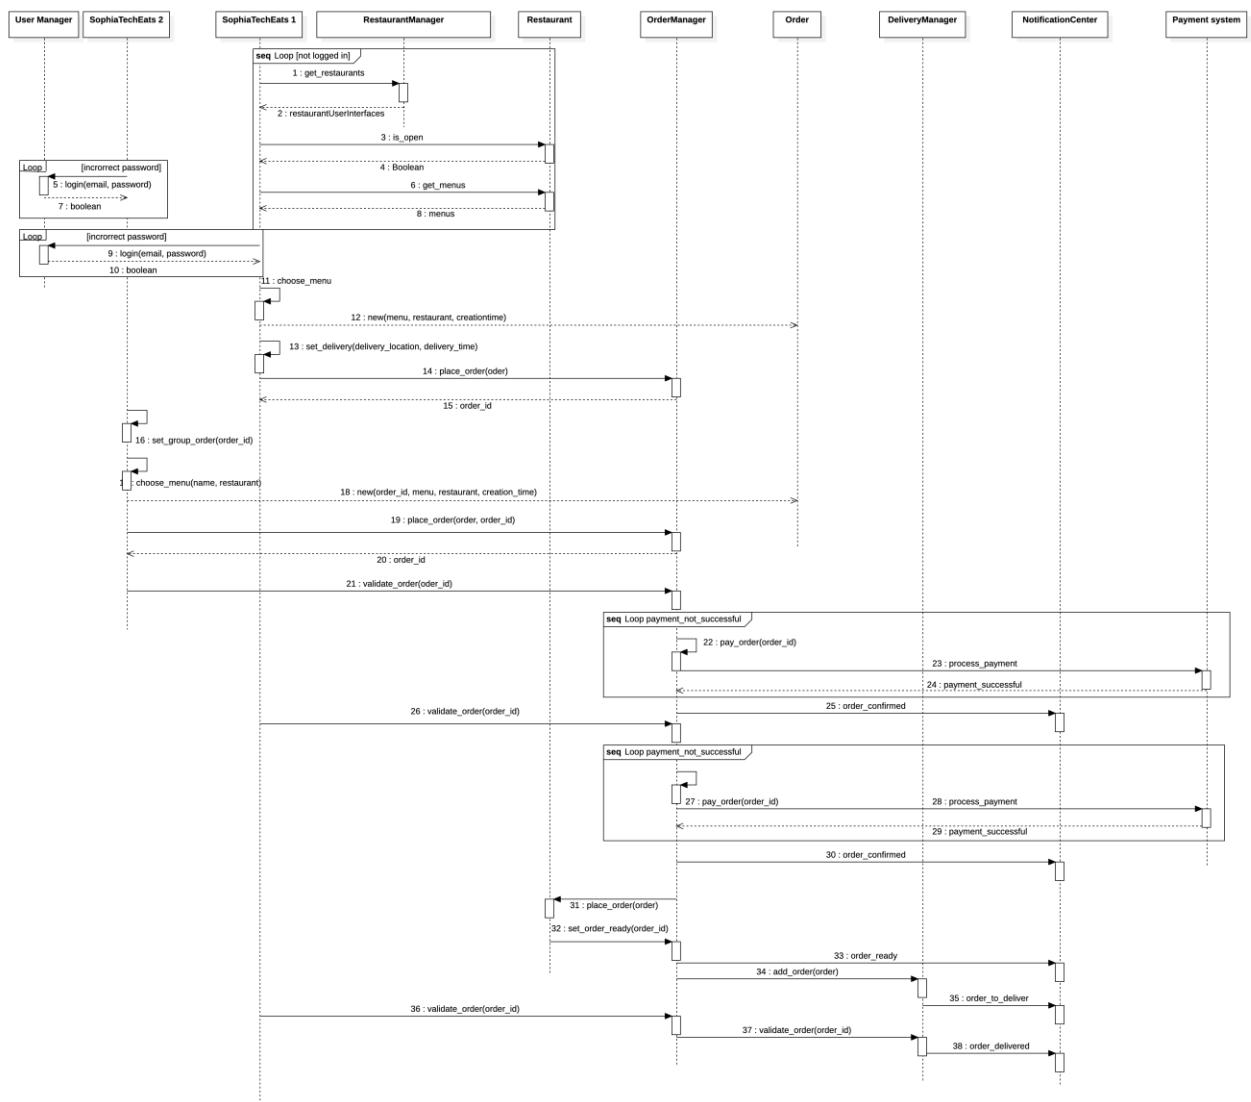 User Manager
SophiaTechEats 2
SophiaTechEats 1
RestaurantManager
Restaurant
OrderManager
Order
DeliveryManager
NotificationCenter
Payment system
seq Loop [not logged in]
1 : get_restaurants
2 : restaurantUserInterfaces
3 : is_open
4 : Boolean
Loop [incrorrect password]
5 : login(email, password)
6 : get_menus
7 : boolean
8 : menus
Loop [incrorrect password]
9 : login(email, password)
10 : boolean
11 : choose_menu
12 : new(menu, restaurant, creationtime)
13 : set_delivery(delivery_location, delivery_time)
14 : place_order(oder)
15 : order_id
16 : set_group_order(order_id)
: choose_menu(name, restaurant)
18 : new(order_id, menu, restaurant, creation_time)
19 : place_order(order, order_id)
20 : order_id
21 : validate_order(oder_id)
seq Loop payment_not_successful
22 : pay_order(order_id)
23 : process_payment
24 : payment_successful
25 : order_confirmed
26 : validate_order(order_id)
seq Loop payment_not_successful
27 : pay_order(order_id)
28 : process_payment
29 : payment_successful
30 : order_confirmed
31 : place_order(order)
32 : set_order_ready(order_id)
33 : order_ready
34 : add_order(order)
35 : order_to_deliver
36 : validate_order(order_id)
37 : validate_order(order_id)
38 : order_delivered